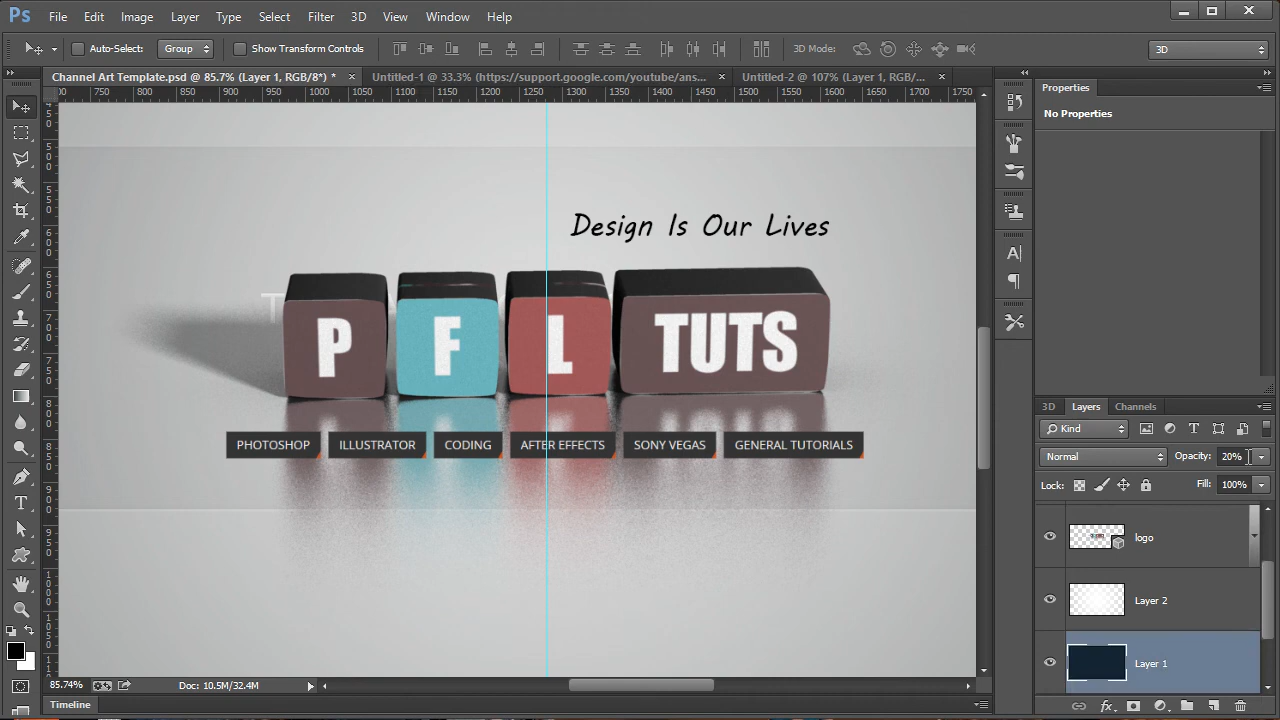 Ps File Edit Image Layer Type Select Filter 3D View Window Help
Auto-Select: Group Show Transform Controls 3D Mode: 3D
Channel Art Template.psd @ 85.7% (Layer 1, RGB/8*) * × Untitled-1 @ 33.3% (https://support.google.com/youtube/ans... × Untitled-2 @ 107% (Layer 1, RGB/... ×
750 800 850 900 950 1000 1050 1100 1150 1200 1250 1300 1350 1400 1450 1500 1550 1600 1650 1700 1750
Properties
No Properties
Design Is Our Lives
P F L TUTS
PHOTOSHOP ILLUSTRATOR CODING AFTER EFFECTS SONY VEGAS GENERAL TUTORIALS
3D Layers Channels
Kind
Normal Opacity: 20%
Lock: Fill: 100%
logo
Layer 2
Layer 1
85.74% Doc: 10.5M/32.4M
Timeline